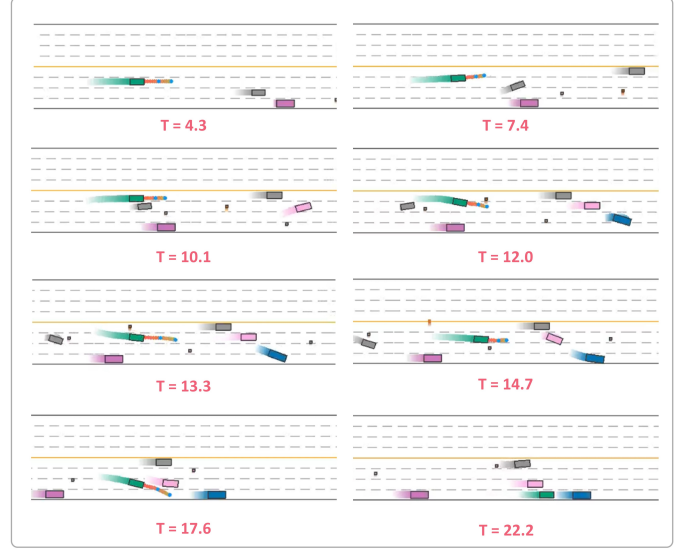 T = 4.3
T = 7.4
T = 10.1
T = 12.0
T = 13.3
T = 14.7
T = 17.6
T = 22.2